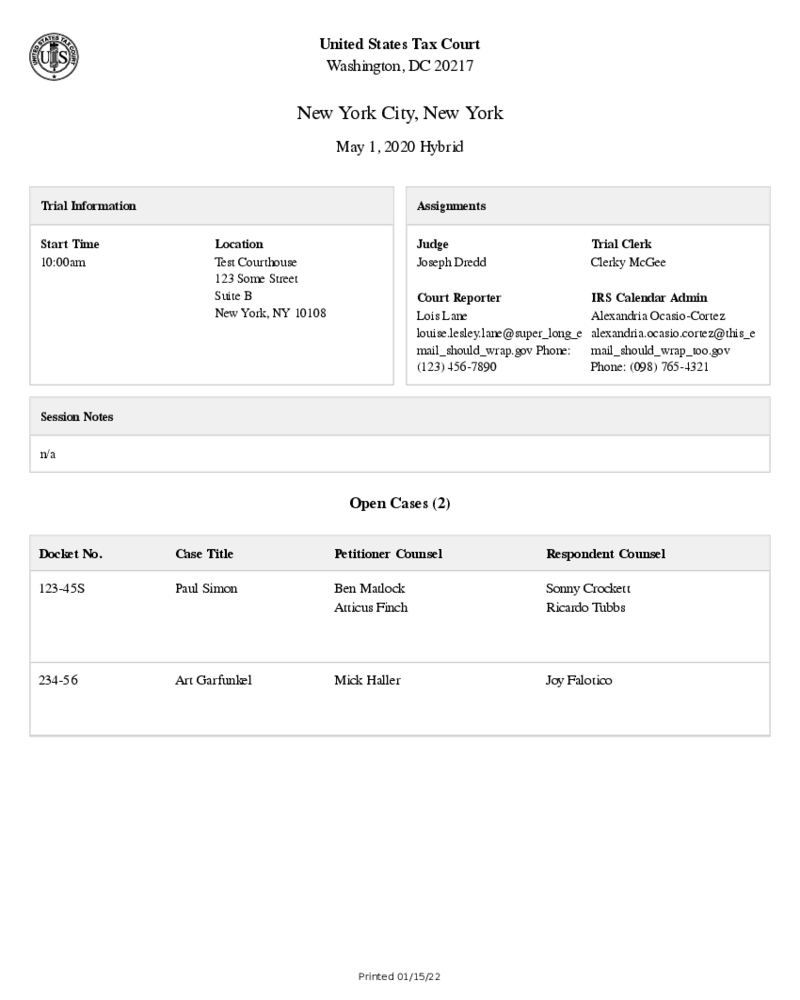 UNITED STATES TAX COURT
United States Tax Court
Washington, DC 20217
New York City, New York
May 1, 2020 Hybrid
Trial Information
Start Time
10:00am
Location
Test Courthouse
123 Some Street
Suite B
New York, NY 10108
Assignments
Judge
Joseph Dredd
Trial Clerk
Clerky McGee
Court Reporter
Lois Lane
louise.lesley.lane@super_long_e
mail_should_wrap.gov Phone:
(123) 456-7890
IRS Calendar Admin
Alexandria Ocasio-Cortez
alexandria.ocasio.cortez@this_e
mail_should_wrap_too.gov
Phone: (098) 765-4321
Session Notes
n/a
Open Cases (2)
Docket No. Case Title Petitioner Counsel Respondent Counsel
123-45S Paul Simon Ben Matlock Sonny Crockett
Atticus Finch Ricardo Tubbs
234-56 Art Garfunkel Mick Haller Joy Falotico
Printed 01/15/22